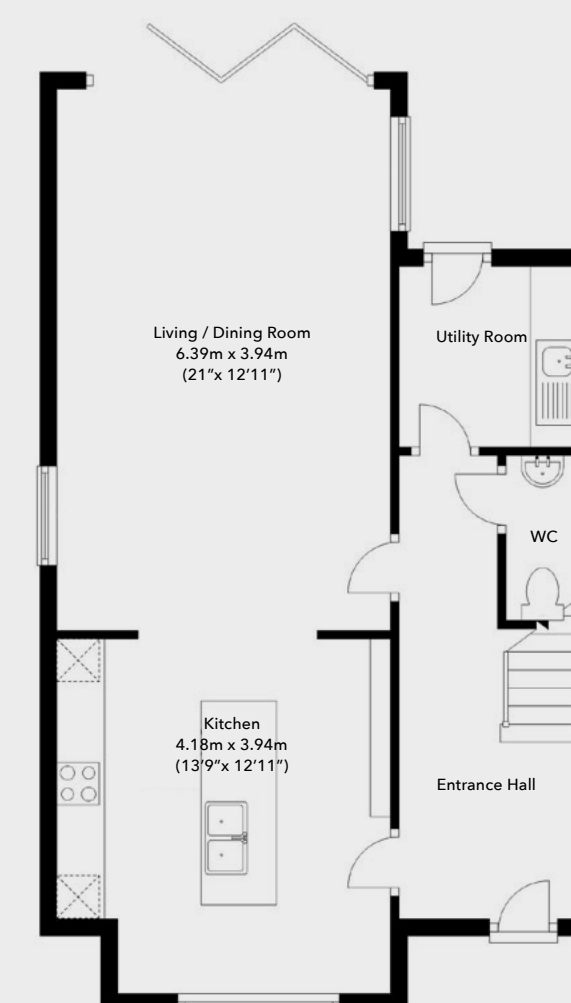 Living / Dining Room
6.39m x 3.94m
(21”x 12’11”)
Utility Room
WC
Kitchen
4.18m x 3.94m
(13’9”x 12’11”)
Entrance Hall